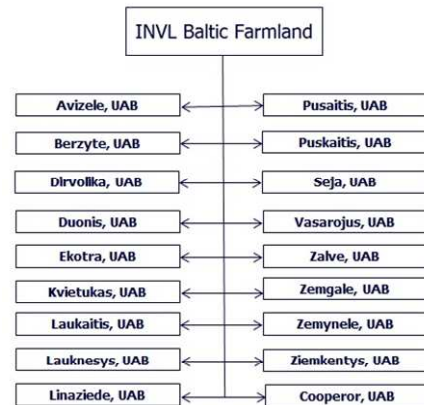 INVL Baltic Farmland
Avizele, UAB
Pusaitis, UAB
Berzyte, UAB
Puskaitis, UAB
Dirvolika, UAB
Seja, UAB
Duonis, UAB
Vasarojus, UAB
Ekotra, UAB
Zalve, UAB
Kvietukas, UAB
Zemgale, UAB
Laukaitis, UAB
Zemynele, UAB
Lauknesys, UAB
Ziemkentys, UAB
Linaziede, UAB
Cooperor, UAB